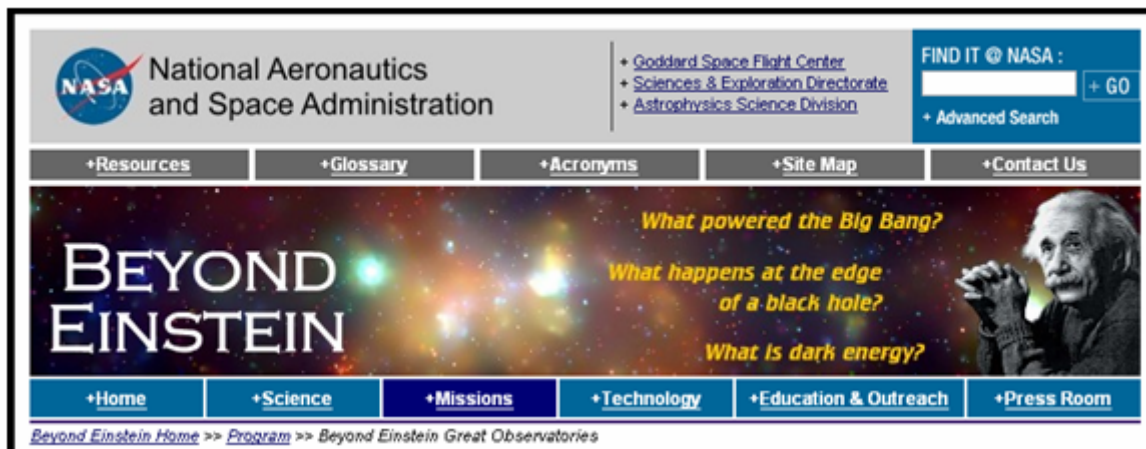 NASA
National Aeronautics
and Space Administration
+ Goddard Space Flight Center
+ Sciences & Exploration Directorate
+ Astrophysics Science Division
FIND IT @ NASA :
+ GO
+ Advanced Search
+Resources
+Glossary
+Acronyms
+Site Map
+Contact Us
BEYOND
EINSTEIN
What powered the Big Bang?
What happens at the edge
of a black hole?
What is dark energy?
+Home
+Science
+Missions
+Technology
+Education & Outreach
+Press Room
Beyond Einstein Home >> Program >> Beyond Einstein Great Observatories